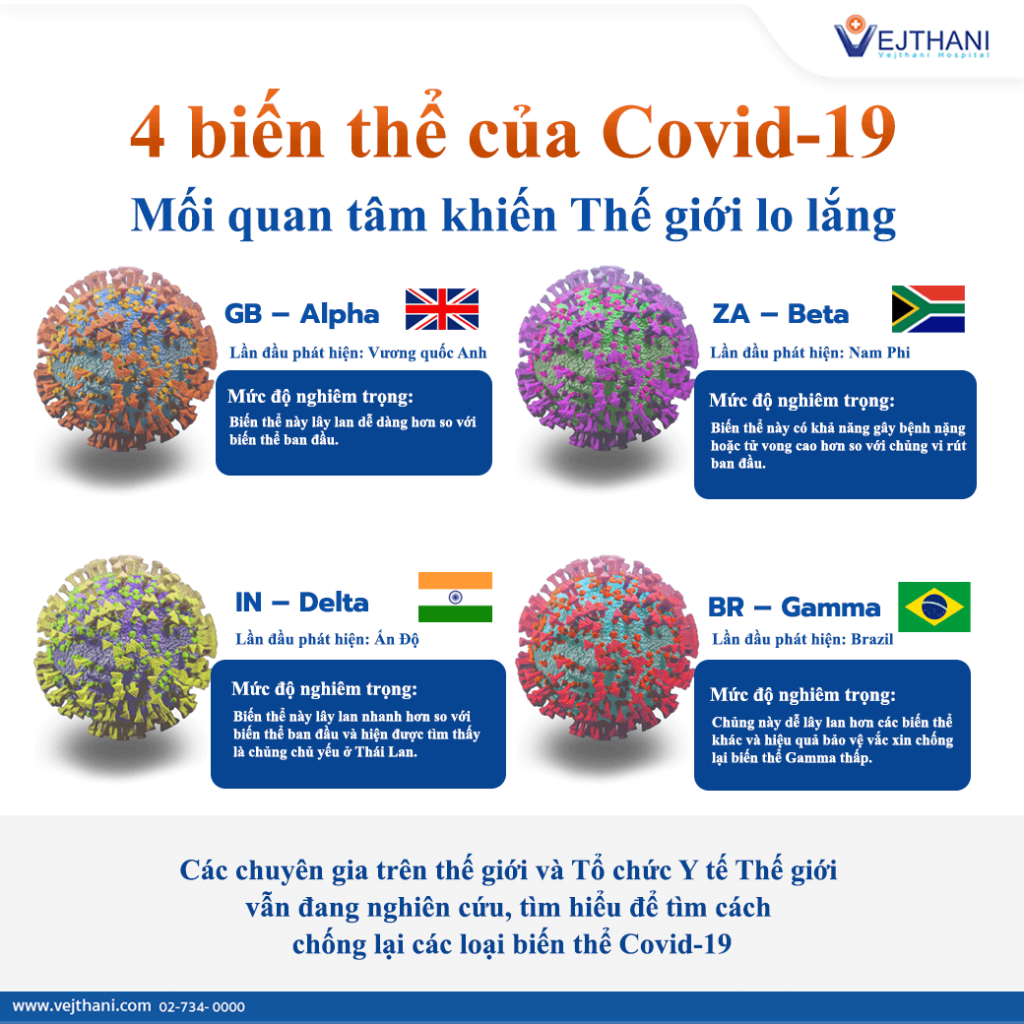 VEJTHANI
Vejthani Hospital
4 biến thể của Covid-19
Mối quan tâm khiến Thế giới lo lắng
GB – Alpha
Lần đầu phát hiện: Vương quốc Anh
Mức độ nghiêm trọng:
Biến thể này lây lan dễ dàng hơn so với
biến thể ban đầu.
ZA – Beta
Lần đầu phát hiện: Nam Phi
Mức độ nghiêm trọng:
Biến thể này có khả năng gây bệnh nặng
hoặc tử vong cao hơn so với chủng vi rút
ban đầu.
IN – Delta
Lần đầu phát hiện: Ấn Độ
Mức độ nghiêm trọng:
Biến thể này lây lan nhanh hơn so với
biến thể ban đầu và hiện được tìm thấy
là chủng chủ yếu ở Thái Lan.
BR – Gamma
Lần đầu phát hiện: Brazil
Mức độ nghiêm trọng:
Chủng này dễ lây lan hơn các biến thể
khác và hiệu quả bảo vệ vắc xin chống
lại biến thể Gamma thấp.
Các chuyên gia trên thế giới và Tổ chức Y tế Thế giới
vẫn đang nghiên cứu, tìm hiểu để tìm cách
chống lại các loại biến thể Covid-19
www.vejthani.com 02-734- 0000